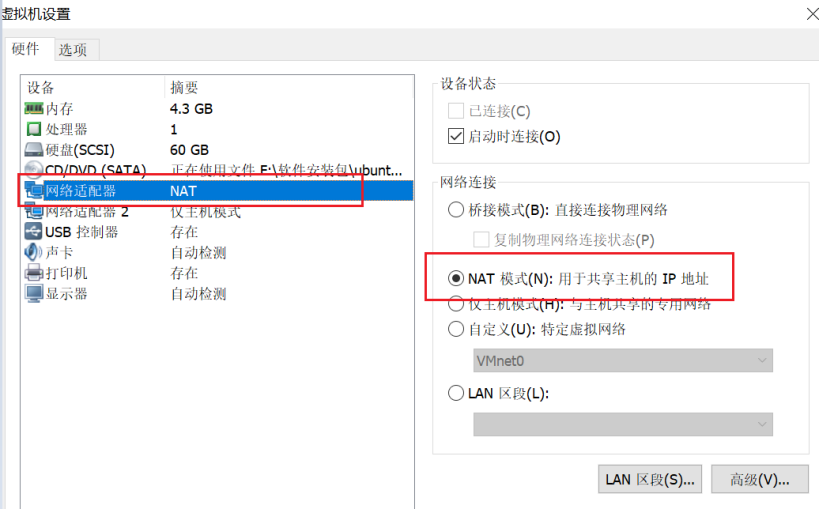 虚拟机设置
硬件 选项
设备 摘要
内存 4.3 GB
处理器 1
硬盘(SCSI) 60 GB
CD/DVD (SATA) 正在使用文件 E:\软件安装包\ubunt...
网络适配器 NAT
网络适配器 2 仅主机模式
USB 控制器 存在
声卡 自动检测
打印机 存在
显示器 自动检测
设备状态
已连接(C)
启动时连接(O)
网络连接
桥接模式(B): 直接连接物理网络
复制物理网络连接状态(P)
NAT 模式(N): 用于共享主机的 IP 地址
仅主机模式(H): 与主机共享的专用网络
自定义(U): 特定虚拟网络
VMnet0
LAN 区段(L):
LAN 区段(S)... 高级(V)...